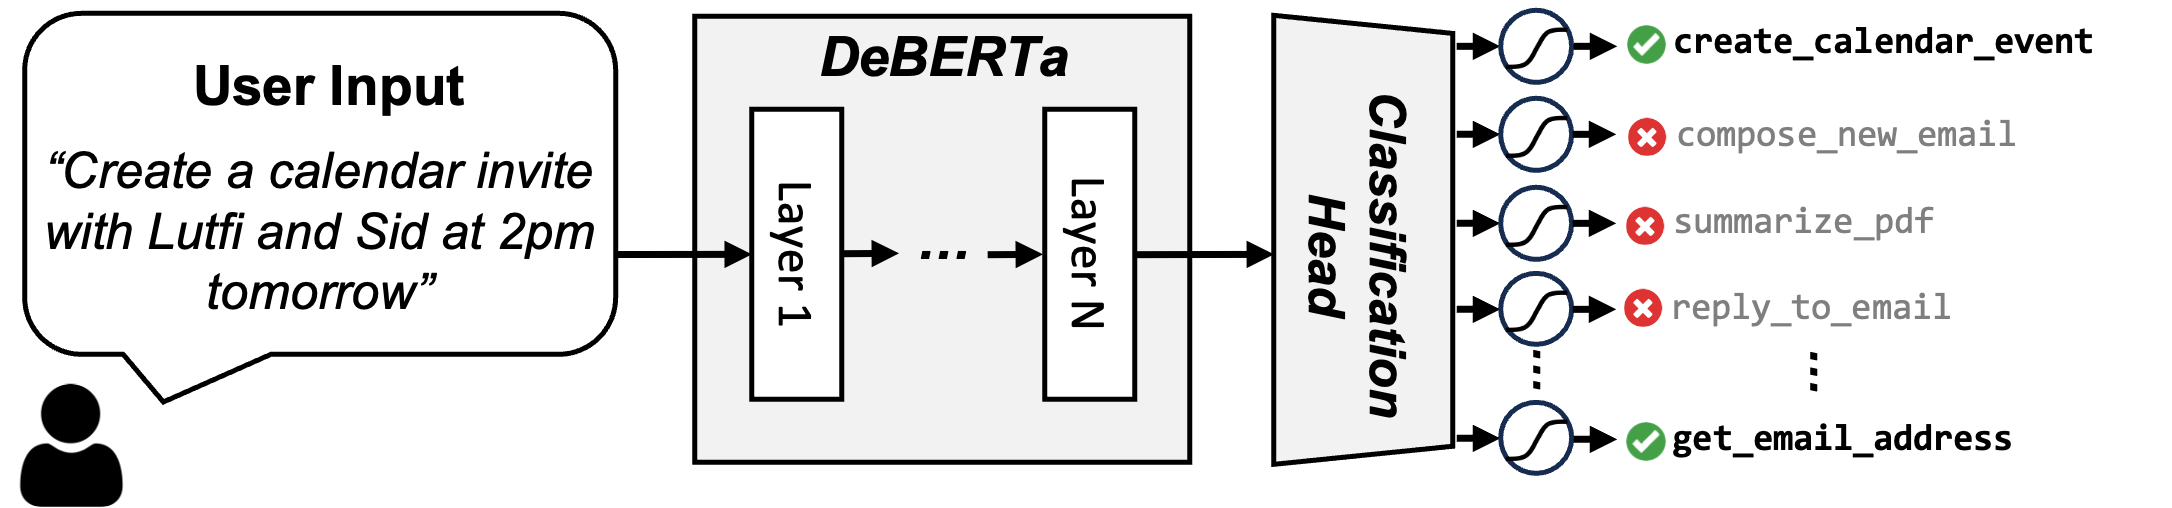 User Input
“Create a calendar invite
with Lutfi and Sid at 2pm
tomorrow”
DeBERTa
Layer 1
...
Layer N
Classification
Head
create_calendar_event
compose_new_email
summarize_pdf
reply_to_email
get_email_address